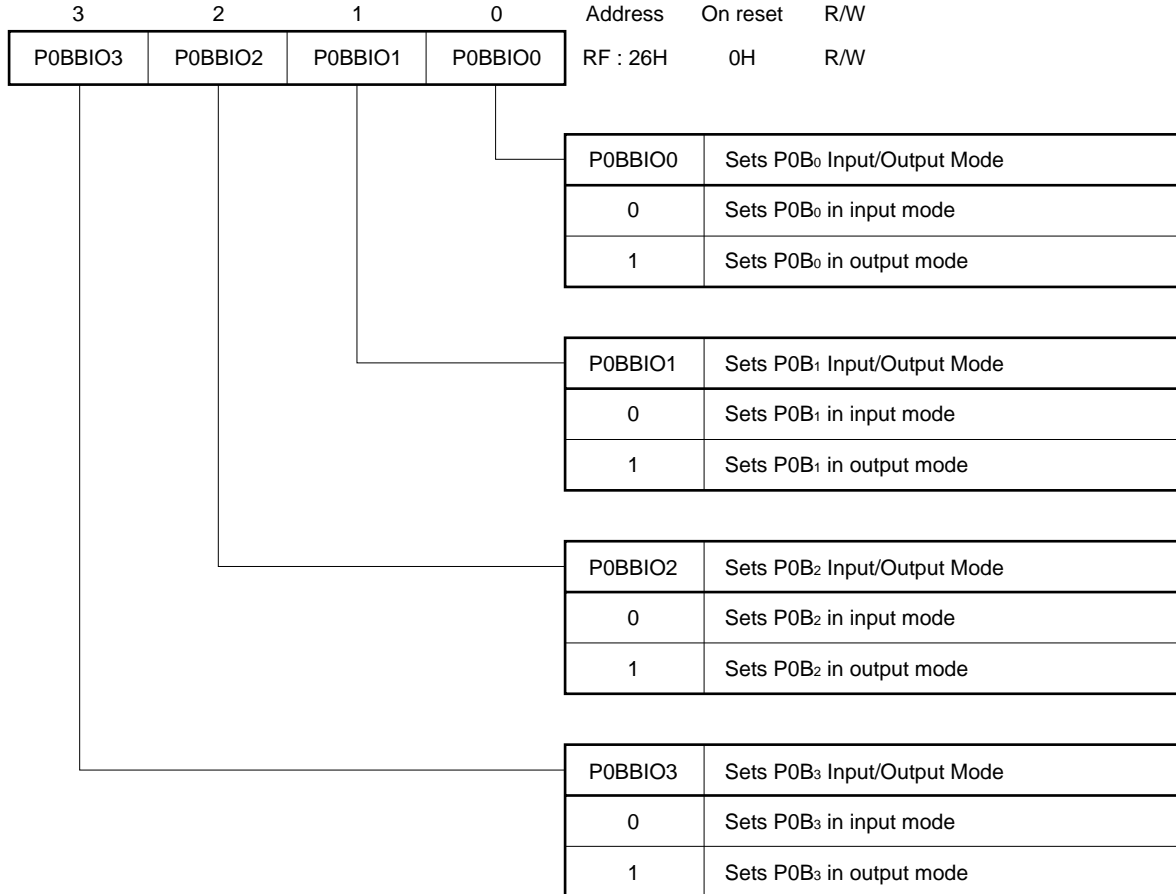 3 2 1 0 Address On reset R/W
P0BBIO3 P0BBIO2 P0BBIO1 P0BBIO0 RF : 26H 0H R/W
P0BBIO0 Sets P0B₀ Input/Output Mode
0 Sets P0B₀ in input mode
1 Sets P0B₀ in output mode
P0BBIO1 Sets P0B₁ Input/Output Mode
0 Sets P0B₁ in input mode
1 Sets P0B₁ in output mode
P0BBIO2 Sets P0B₂ Input/Output Mode
0 Sets P0B₂ in input mode
1 Sets P0B₂ in output mode
P0BBIO3 Sets P0B₃ Input/Output Mode
0 Sets P0B₃ in input mode
1 Sets P0B₃ in output mode